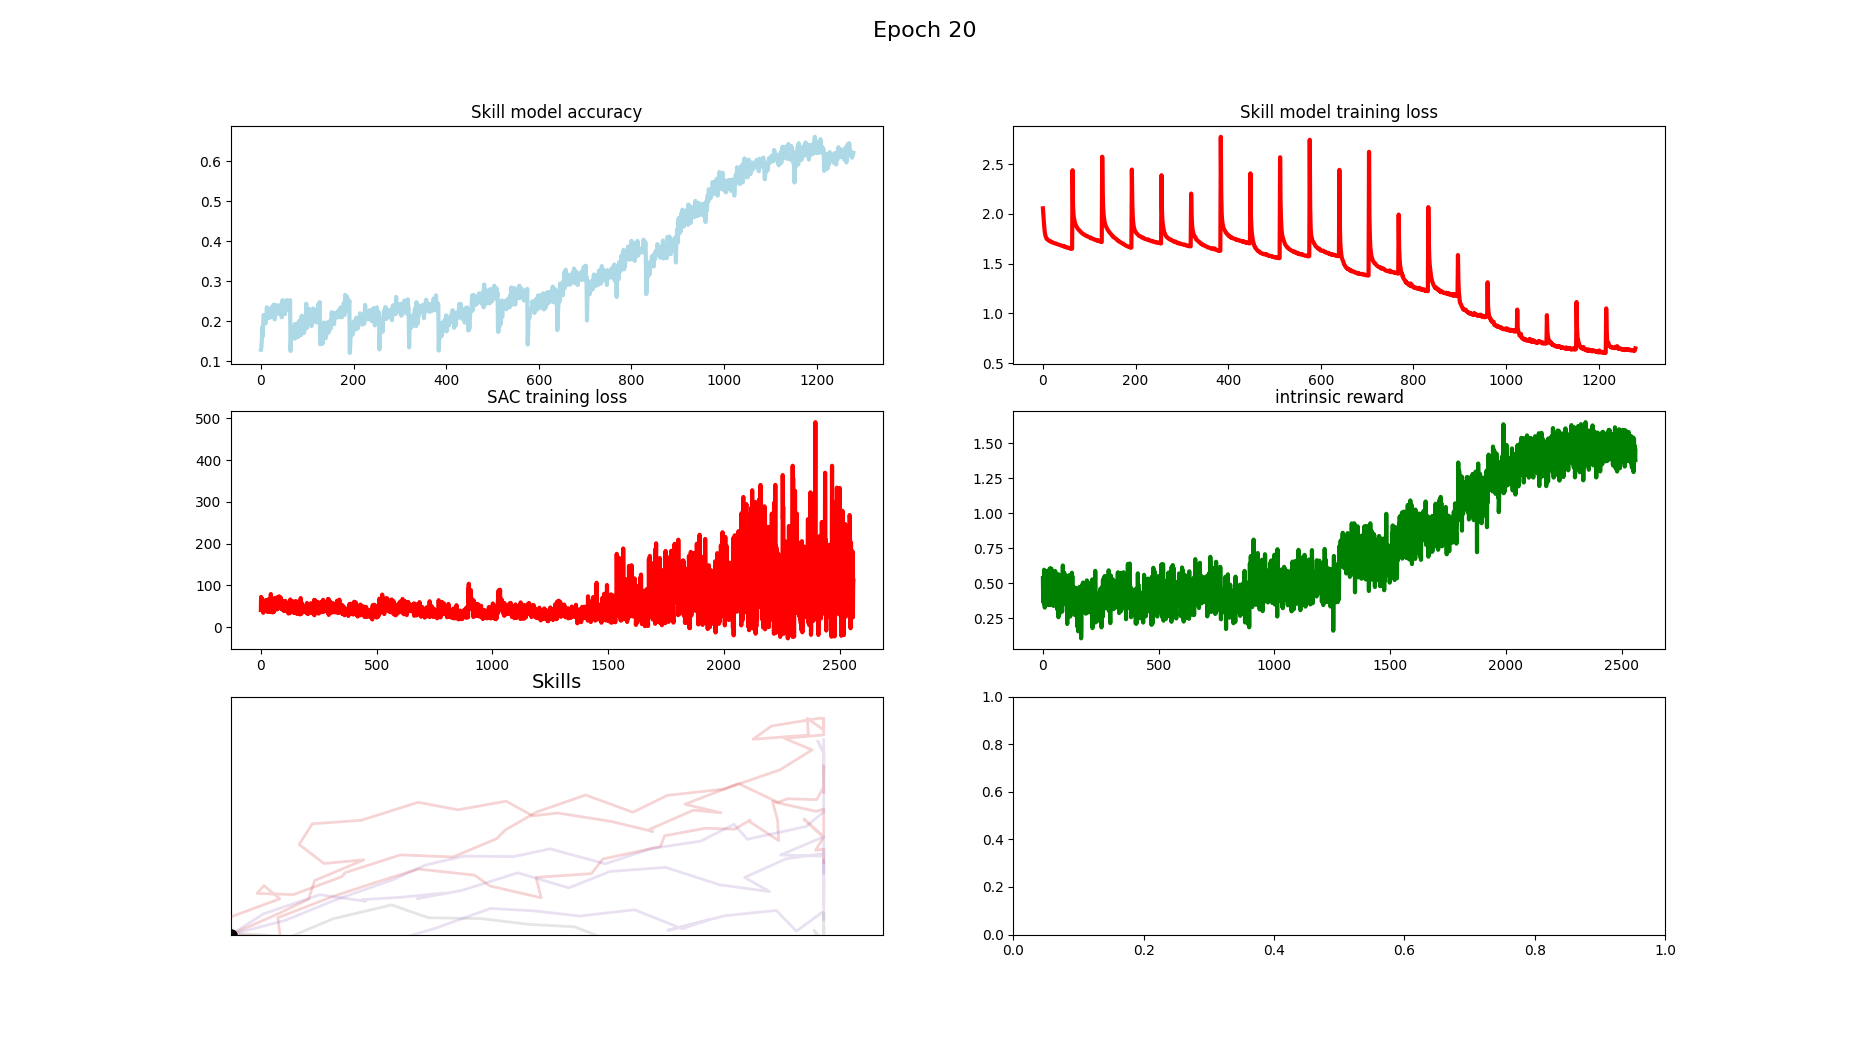 Epoch 20
Skill model accuracy
0.6
0.5
0.4
0.3
0.2
0.1
0 200 400 600 800 1000 1200
Skill model training loss
2.5
2.0
1.5
1.0
0.5
0 200 400 600 800 1000 1200
SAC training loss
500
400
300
200
100
0
0 500 1000 1500 2000 2500
intrinsic reward
1.50
1.25
1.00
0.75
0.50
0.25
0 500 1000 1500 2000 2500
Skills
1.0
0.8
0.6
0.4
0.2
0.0
0.0 0.2 0.4 0.6 0.8 1.0